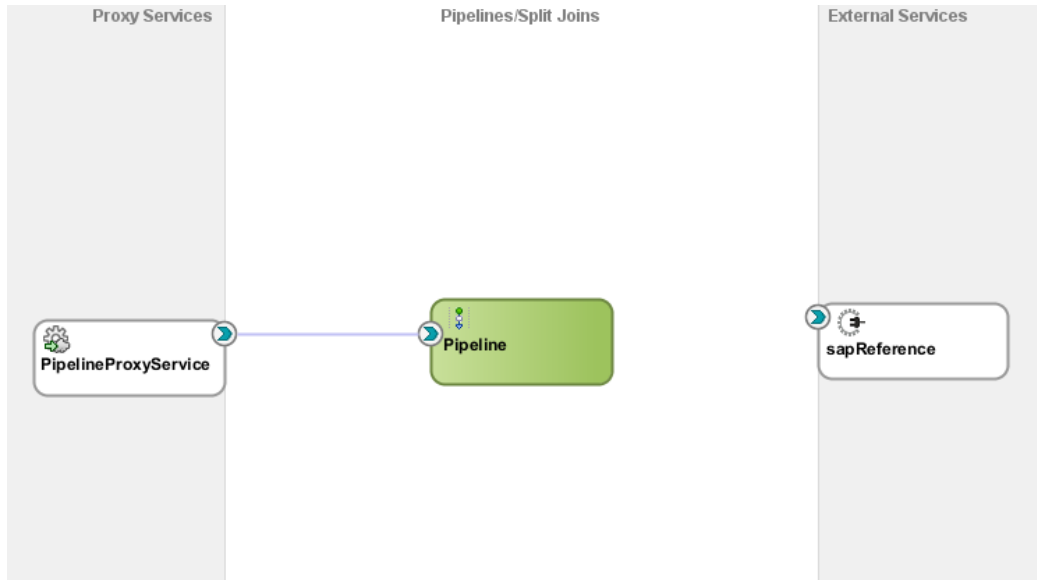 Proxy Services
Pipelines/Split Joins
External Services
PipelineProxyService
Pipeline
sapReference